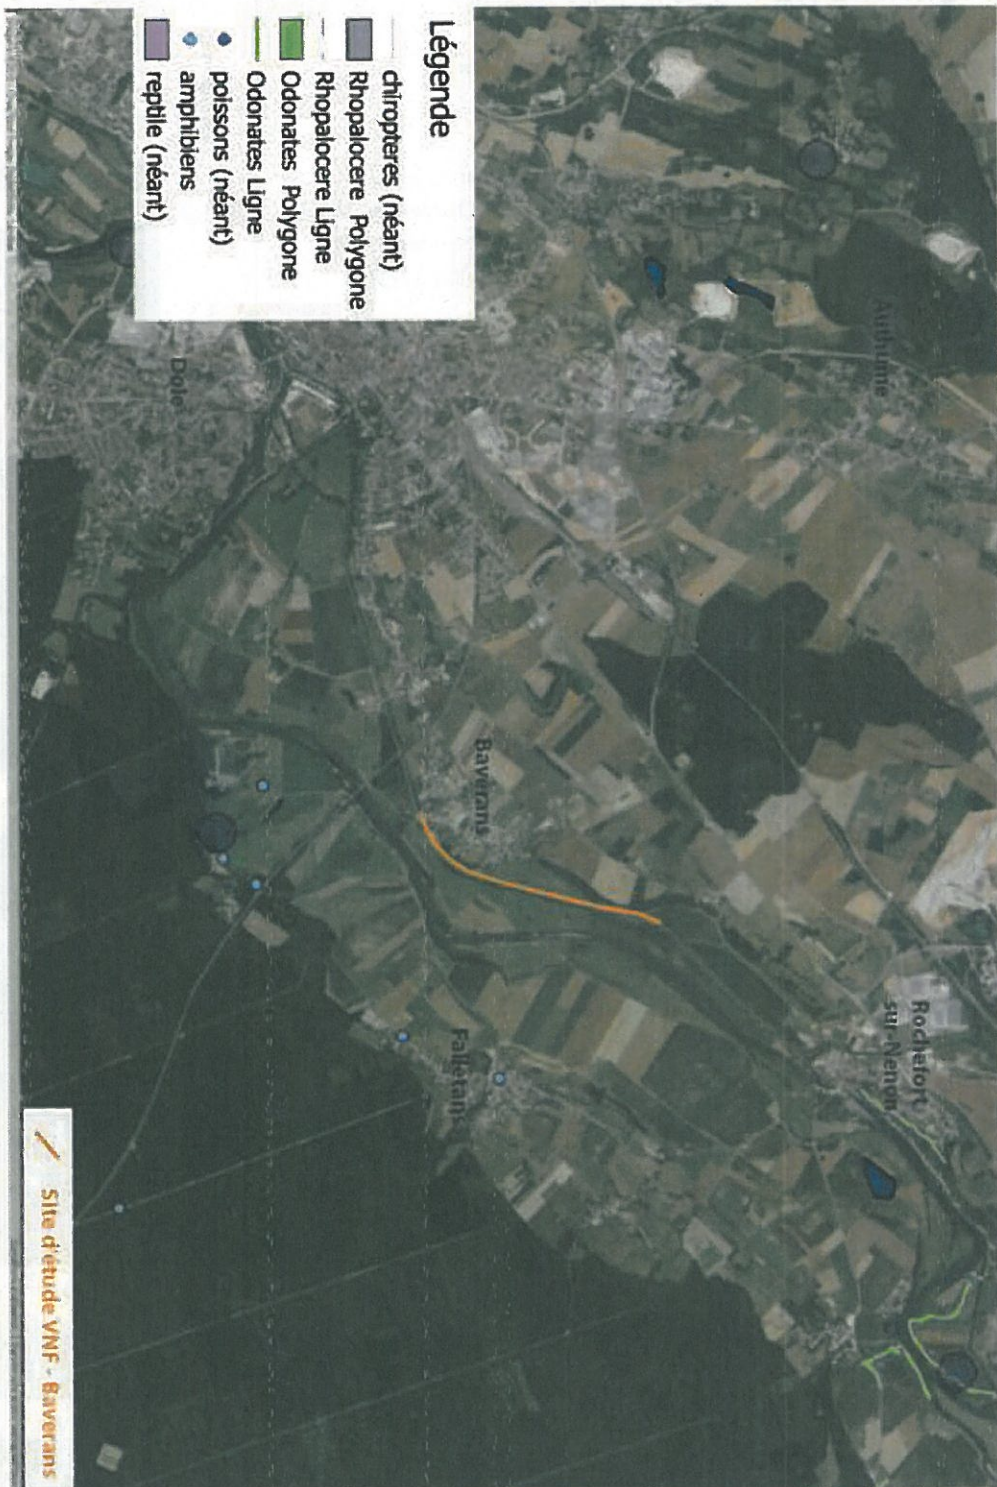 Légende
chiropteres (néant)
Rhopalocere Polygone
Rhopalocere Ligne
Odonates Polygone
Odonates Ligne
poissons (néant)
amphibiens
reptile (néant)
Authume
Dole
Baverans
Rochefort
sur-Nenon
Falletans
Site d'étude VNF - Baverans